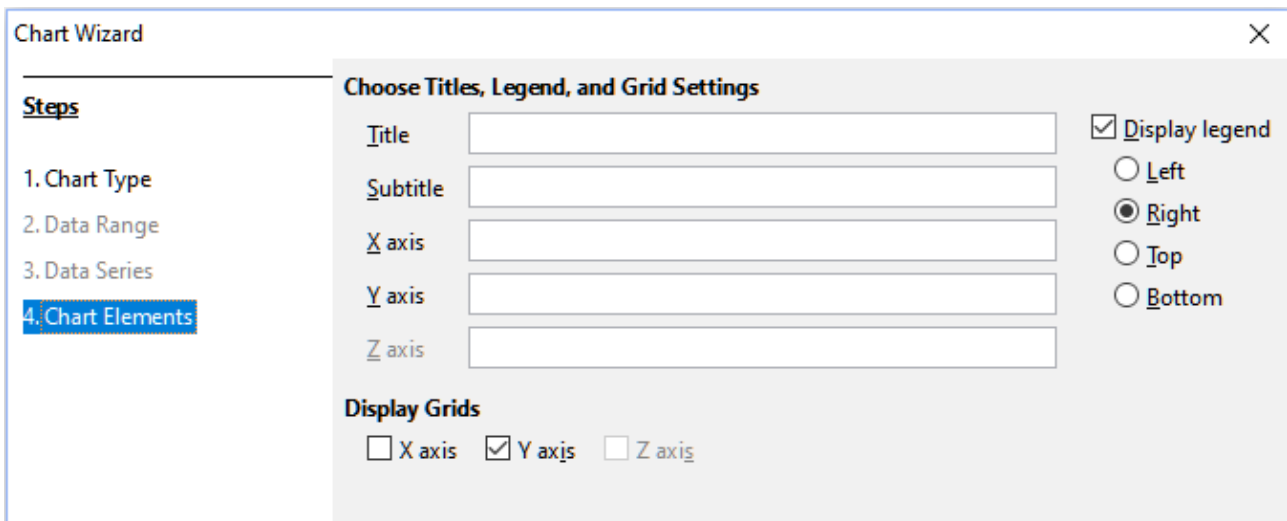 Chart Wizard
Steps
1. Chart Type
2. Data Range
3. Data Series
4. Chart Elements
Choose Titles, Legend, and Grid Settings
Title
Subtitle
X axis
Y axis
Z axis
Display legend
Left
Right
Top
Bottom
Display Grids
X axis Y axis Z axis